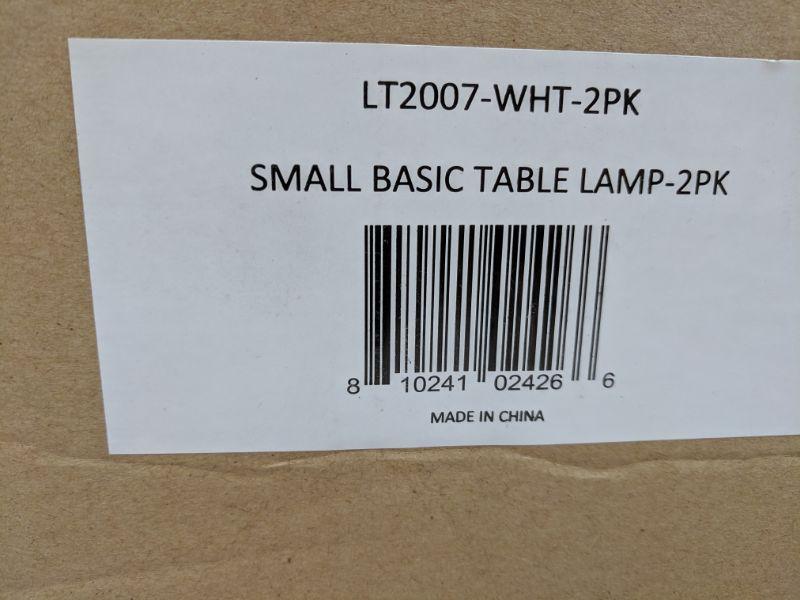 LT2007-WHT-2PK
SMALL BASIC TABLE LAMP-2PK
8 10241 02426 6
MADE IN CHINA